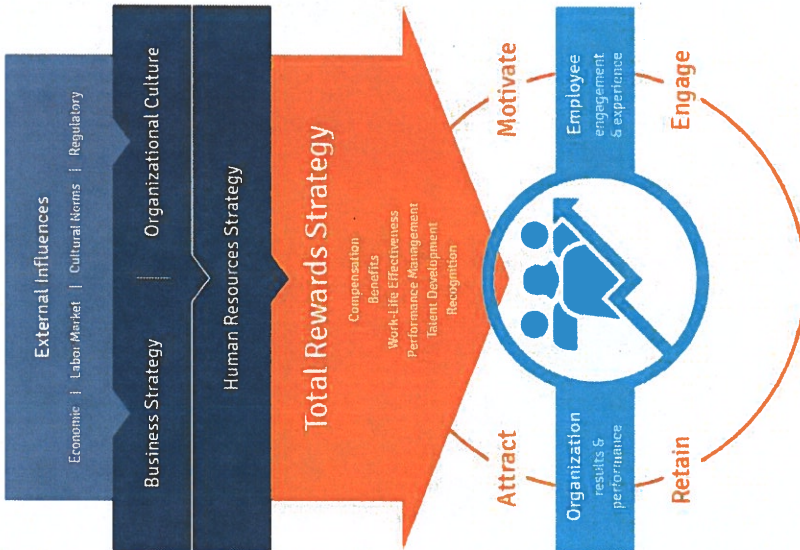 External Influences
Economic | Labor Market | Cultural Norms | Regulatory
Business Strategy | Organizational Culture
Human Resources Strategy
Total Rewards Strategy
Compensation
Benefits
Work-Life Effectiveness
Performance Management
Talent Development
Recognition
Attract
Motivate
Organization
results &
performance
Employee
engagement
& experience
Retain
Engage